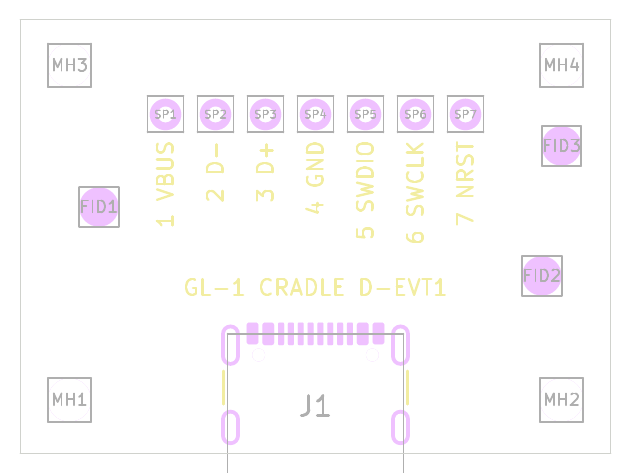 MH3
MH4
SP1 SP2 SP3 SP4 SP5 SP6 SP7
FID3
1 VBUS
2 D-
3 D+
4 GND
5 SWDIO
6 SWCLK
7 NRST
FID1
FID2
GL-1 CRADLE D-EVT1
MH1
J1
MH2